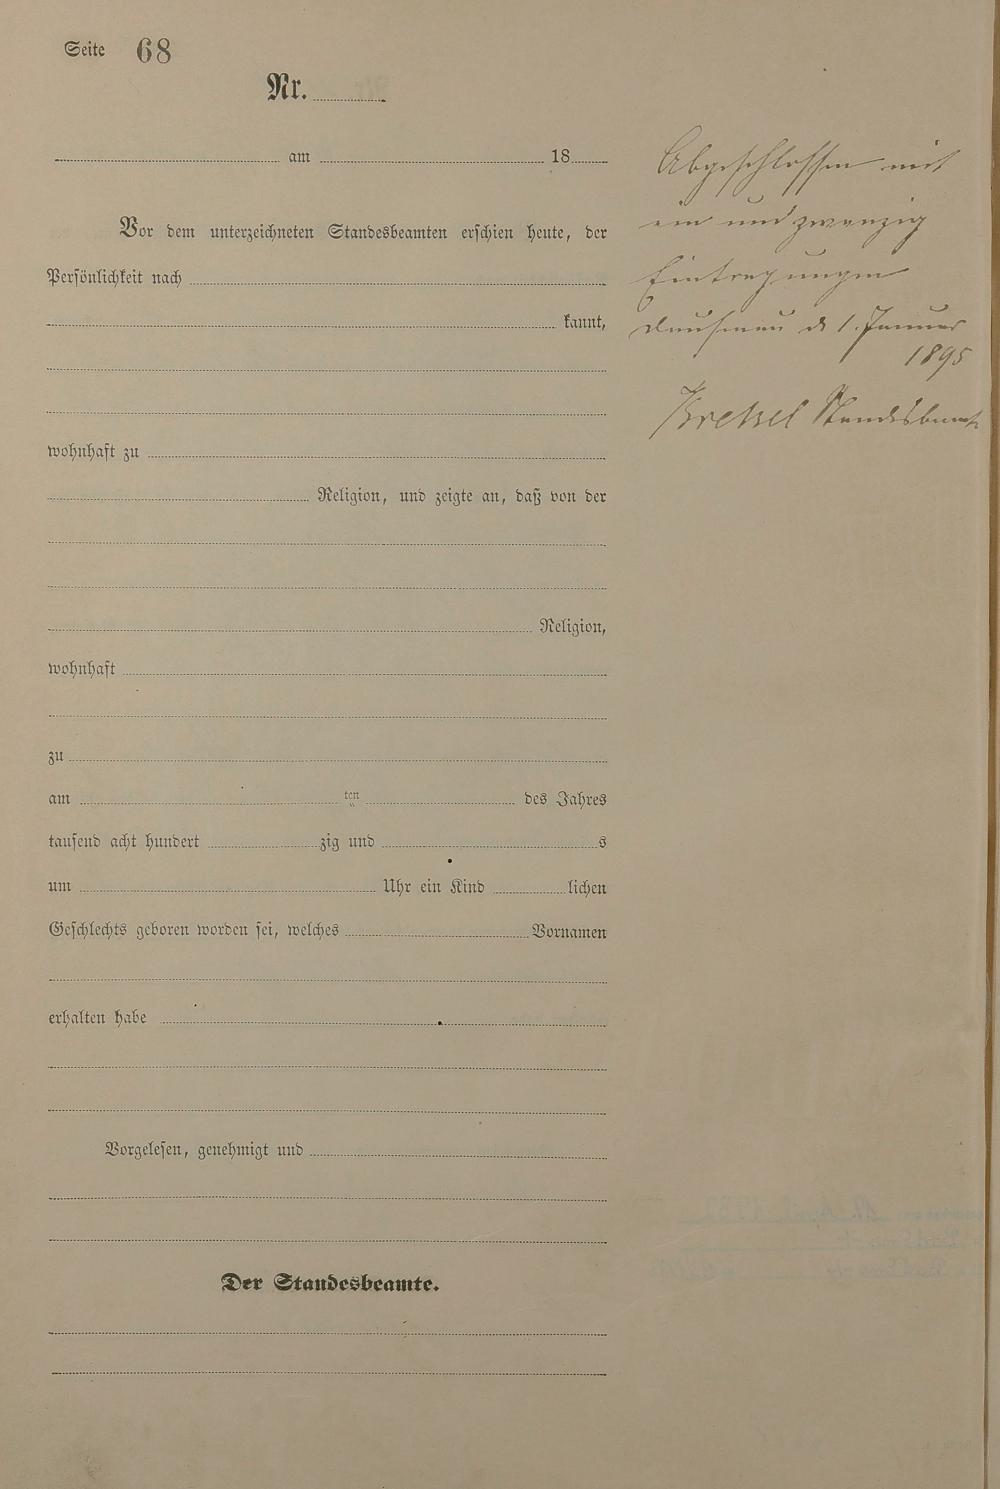 Seite 68
Nr.
am 18
Abgeschlossen mit
ein und zwanzig
Eintragungen
d 1. Januar
1895
Standesbeamte
Vor dem unterzeichneten Standesbeamten erschien heute, der
Persönlichkeit nach
kannt,
wohnhaft zu
Religion, und zeigte an, daß von der
Religion,
wohnhaft
zu
am ten des Jahres
tausend acht hundert zig und s
um Uhr ein Kind lichen
Geschlechts geboren worden sei, welches Vornamen
erhalten habe
Vorgelesen, genehmigt und
Der Standesbeamte.